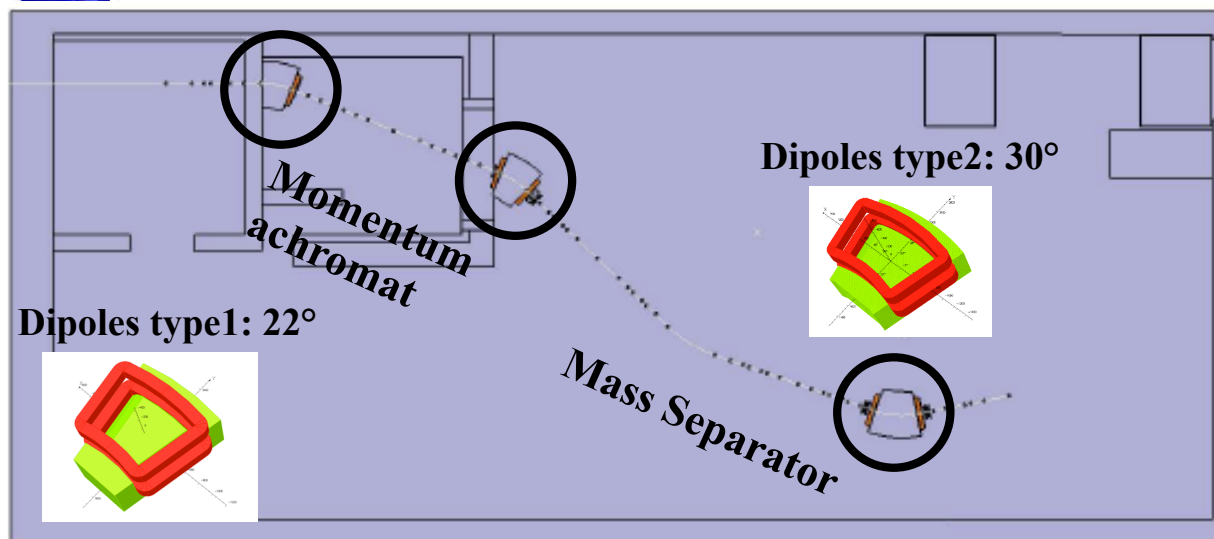 Dipoles type2: 30°
Momentum
achromat
Dipoles type1: 22°
Mass Separator